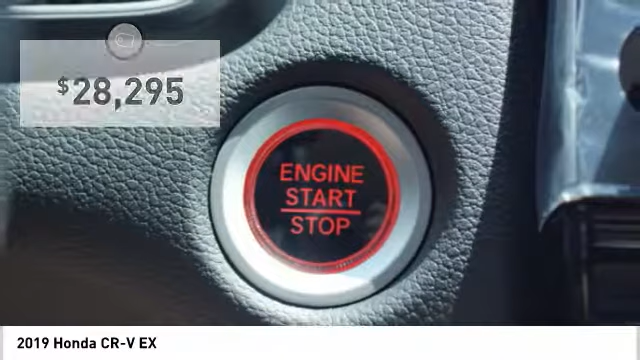 $28,295
ENGINE
START
STOP
2019 Honda CR-V EX